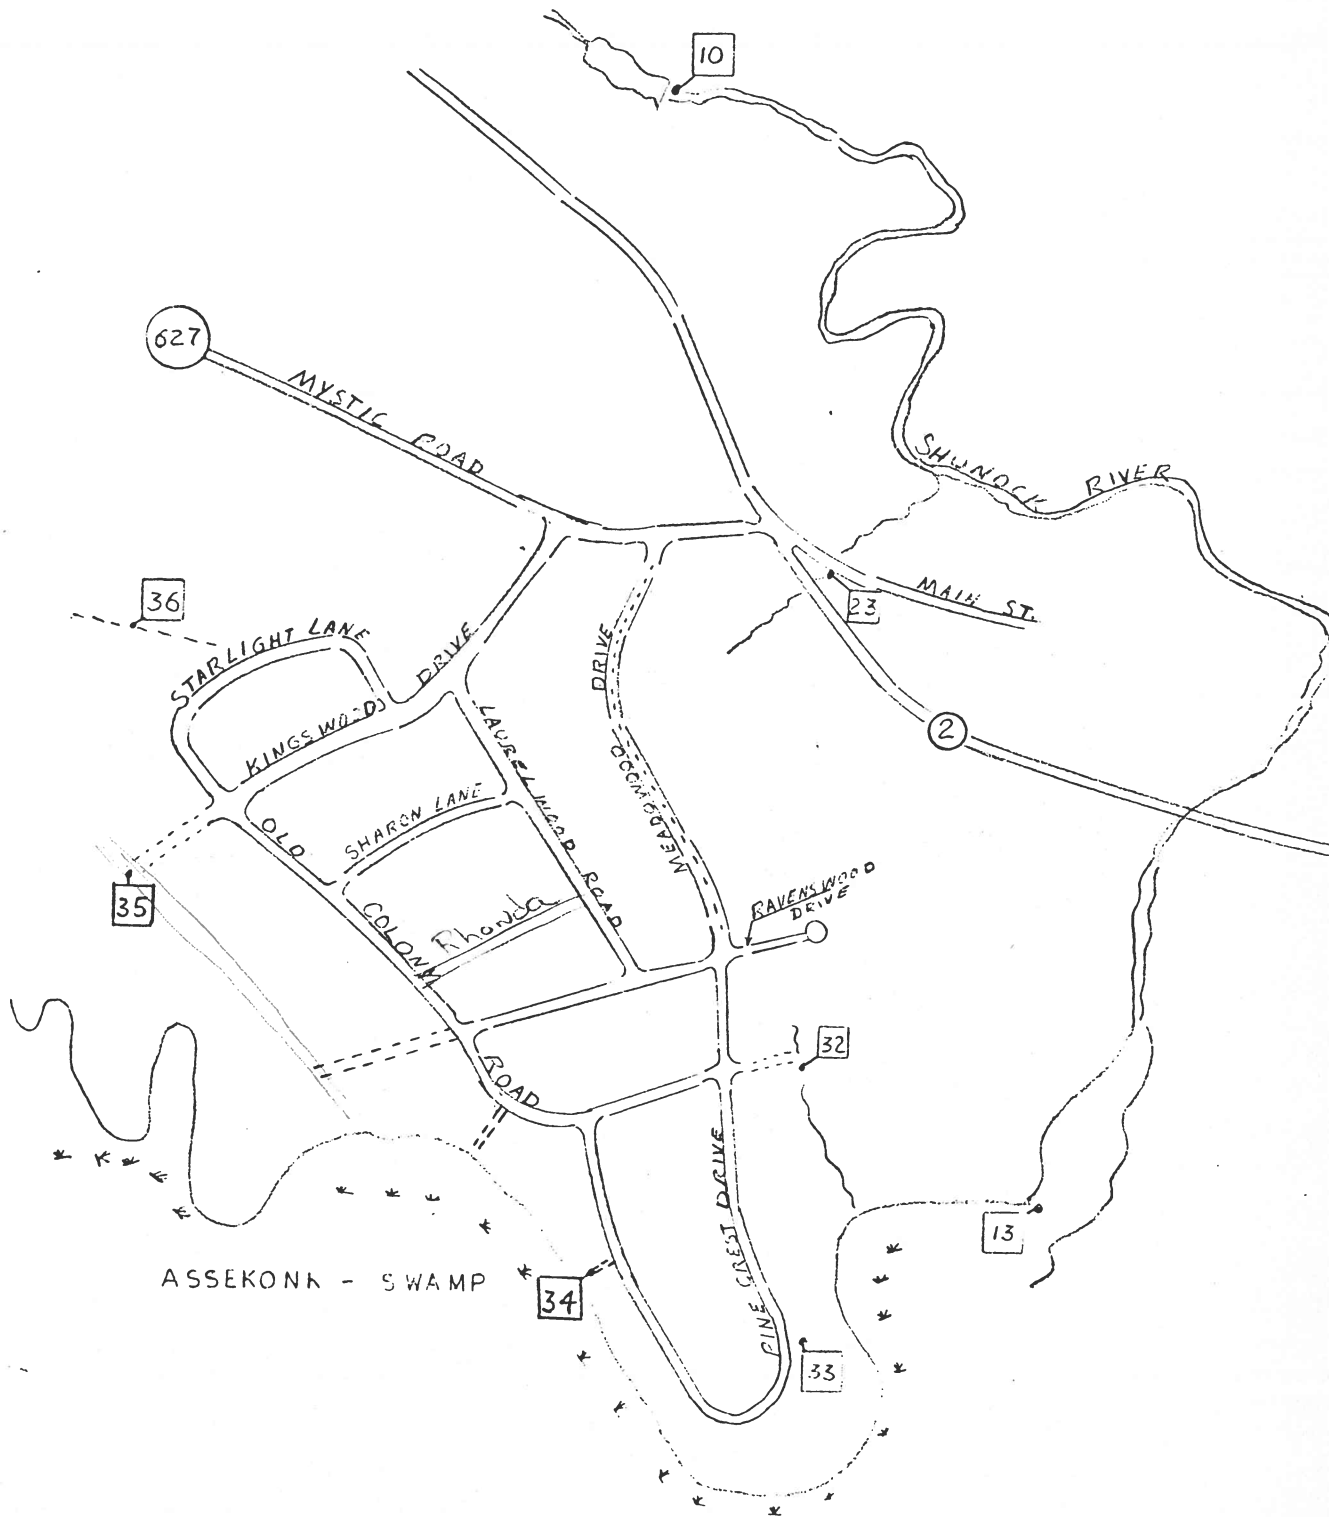 10
627
MYSTIC ROAD
SHUNOCK RIVER
36
23
MAIN ST.
STARLIGHT LANE
KINGSWOOD DRIVE
DRIVE
MEADOWOOD
2
LAURELWOOD ROAD
SHARON LANE
OLD
COLONY
ROAD
35
Rhonda
RAVENSWOOD
DRIVE
32
PINE CREST DRIVE
13
ASSEKONK - SWAMP
34
33